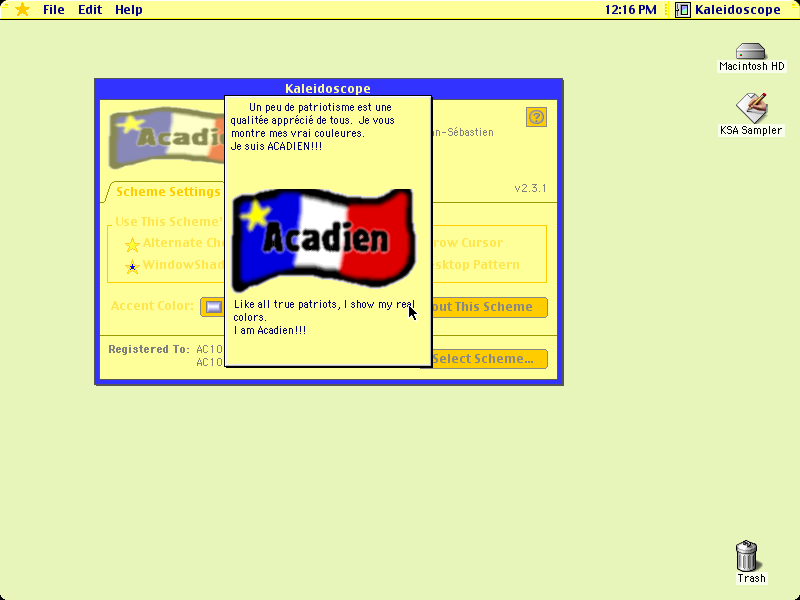 File Edit Help 12:16 PM Kaleidoscope
Macintosh HD
KSA Sampler
Kaleidoscope
Un peu de patriotisme est une
qualitée apprécié de tous. Je vous
montre mes vrai couleures.
Je suis ACADIEN!!!
Acadien
Like all true patriots, I show my real
colors.
I am Acadien!!!
Acadi
an-Sébastien
v2.3.1
Scheme Settings
Use This Scheme'
Alternate Ch
row Cursor
WindowShad
sktop Pattern
Accent Color:
out This Scheme
Registered To: AC10
AC10
Select Scheme...
Trash